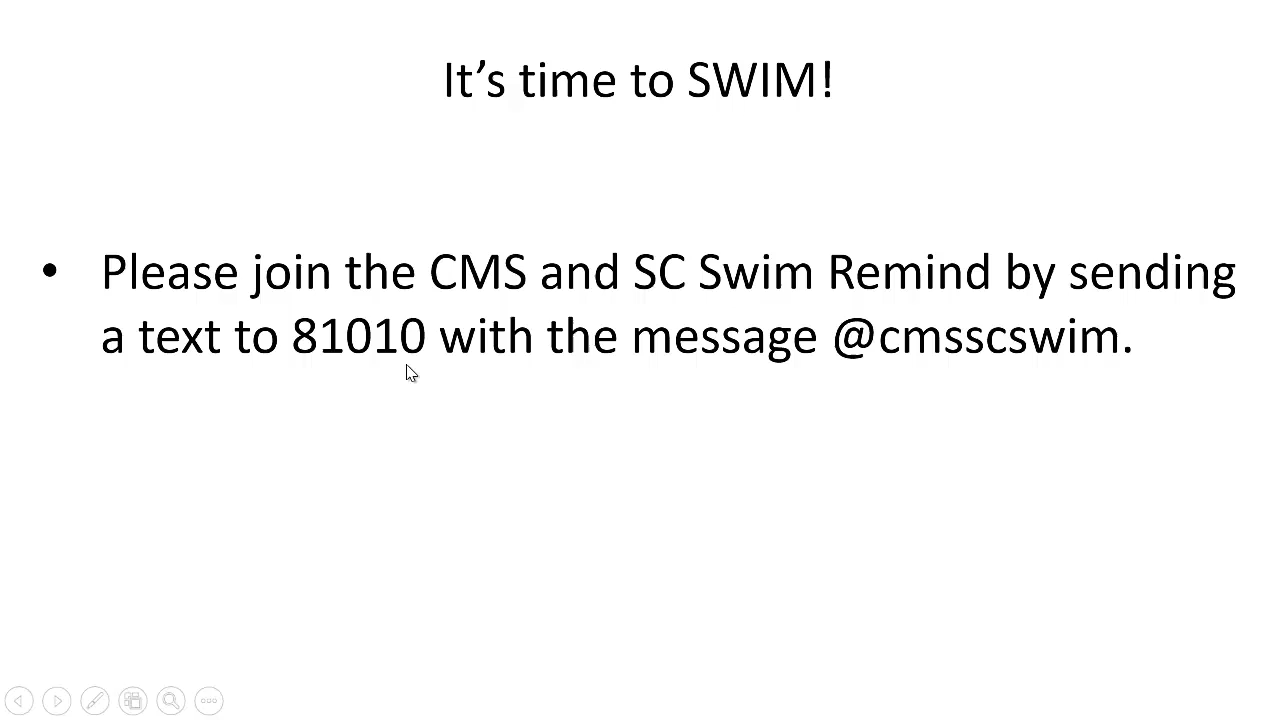 It’s time to SWIM!
• Please join the CMS and SC Swim Remind by sending
a text to 81010 with the message @cmsscswim.